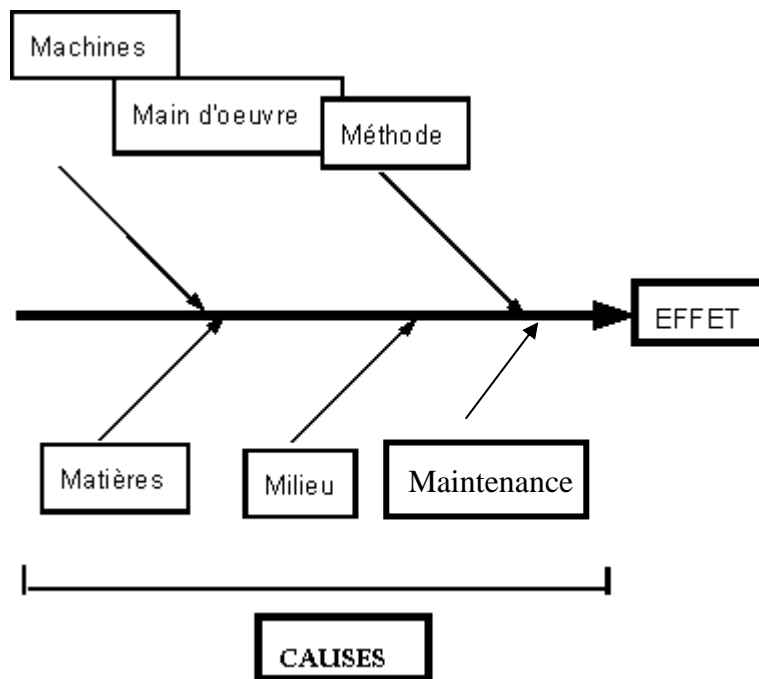 Machines
Main d'oeuvre
Méthode
EFFET
Matières
Milieu
Maintenance
CAUSES